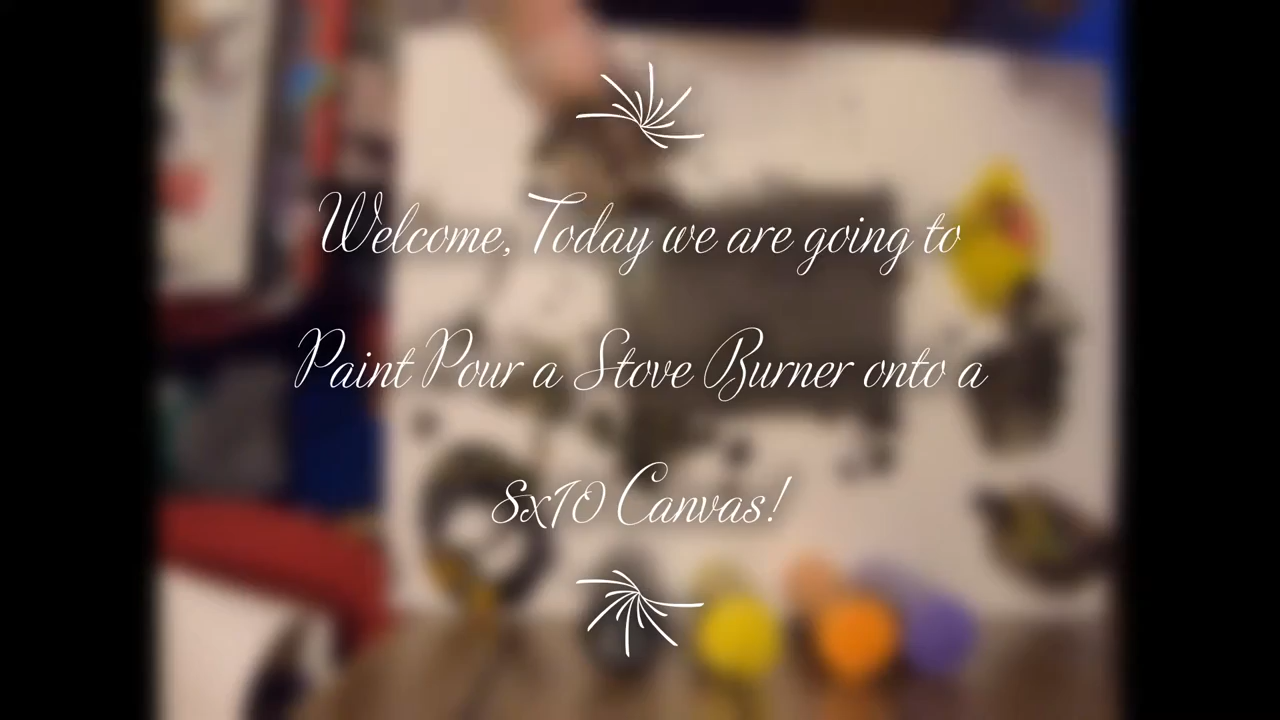 Welcome, Today we are going to
Paint Pour a Stove Burner onto a
8x10 Canvas!